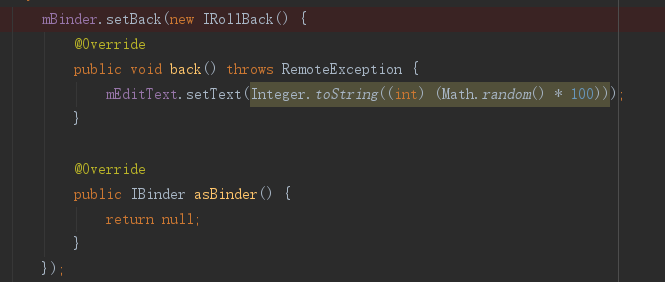 mBinder.setBack(new IRollBack() {
@Override
public void back() throws RemoteException {
mEditText.setText(Integer.toString((int) (Math.random() * 100)));
}
@Override
public IBinder asBinder() {
return null;
}
});